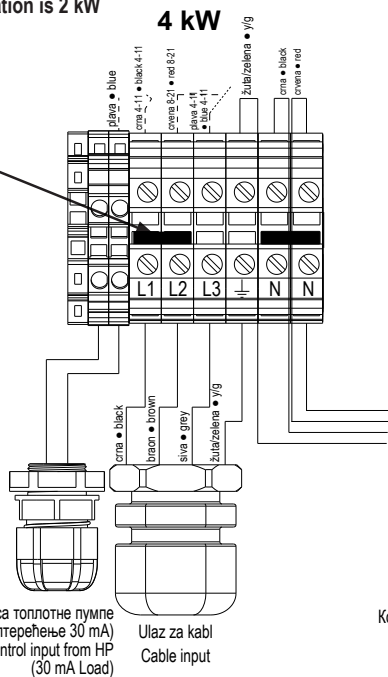 ation is 2 kW
4 kW
plava ● blue
crna 4-11 ● black 4-11
crvena 8-21 ● red 8-21
plava 4-11
● blue 4-11
žuta/zelena ● y/g
crna ● black
crvena ● red
L1 L2 L3 N N
crna ● black
braon ● brown
siva ● grey
žuta/zelena ● y/g
са топлотне пумпе
птерећење 30 mA)
ntrol input from HP
(30 mA Load)
Ulaz za kabl
Cable input
Ко